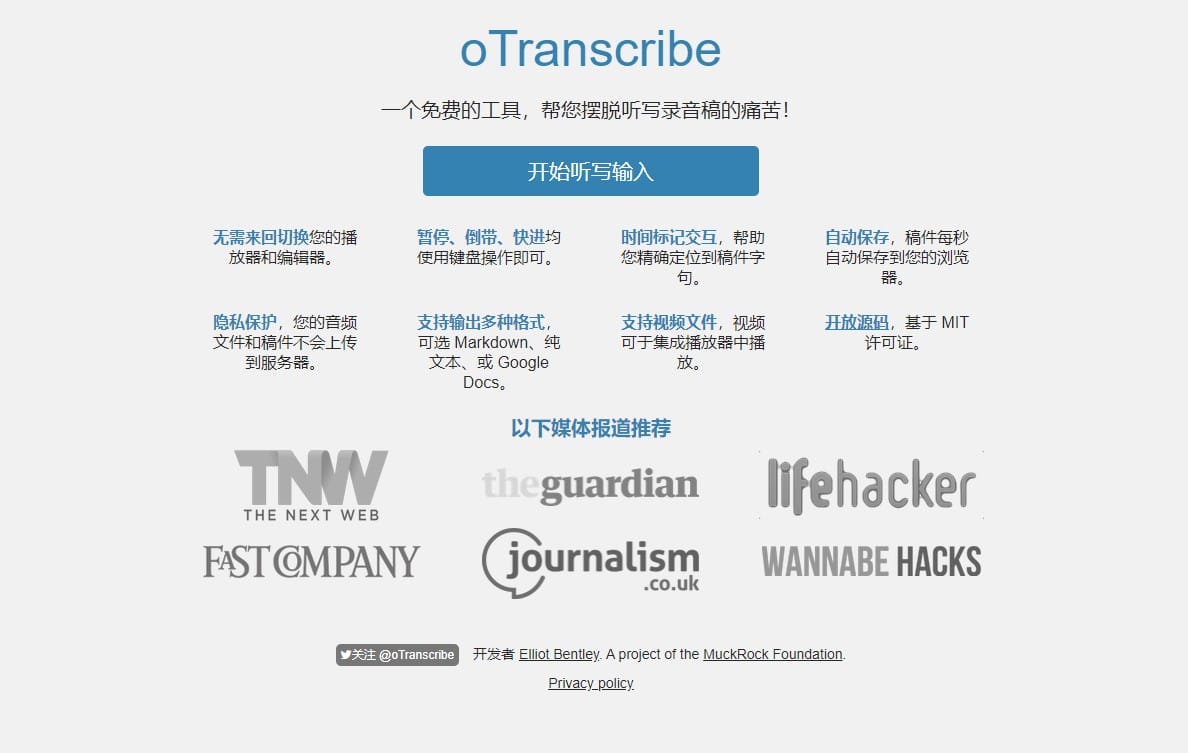 oTranscribe
一个免费的工具，帮您摆脱听写录音稿的痛苦！
开始听写输入
无需来回切换您的播
放器和编辑器。
暂停、倒带、快进均
使用键盘操作即可。
时间标记交互，帮助
您精确定位到稿件字
句。
自动保存，稿件每秒
自动保存到您的浏览
器。
隐私保护，您的音频
文件和稿件不会上传
到服务器。
支持输出多种格式，
可选 Markdown、纯
文本、或 Google
Docs。
支持视频文件，视频
可于集成播放器中播
放。
开放源码，基于 MIT
许可证。
以下媒体报道推荐
TNW
THE NEXT WEB
theguardian
lifehacker
FAST COMPANY
journalism
.co.uk
WANNABE HACKS
关注 @oTranscribe
开发者 Elliot Bentley. A project of the MuckRock Foundation.
Privacy policy